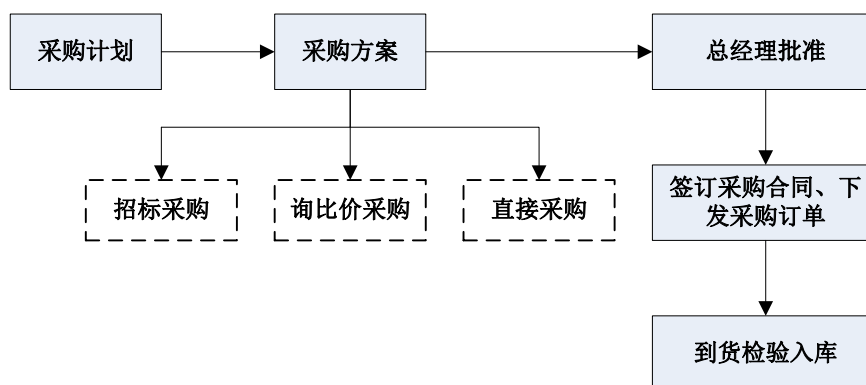 采购计划
采购方案
总经理批准
招标采购
询比价采购
直接采购
签订采购合同、下
发采购订单
到货检验入库